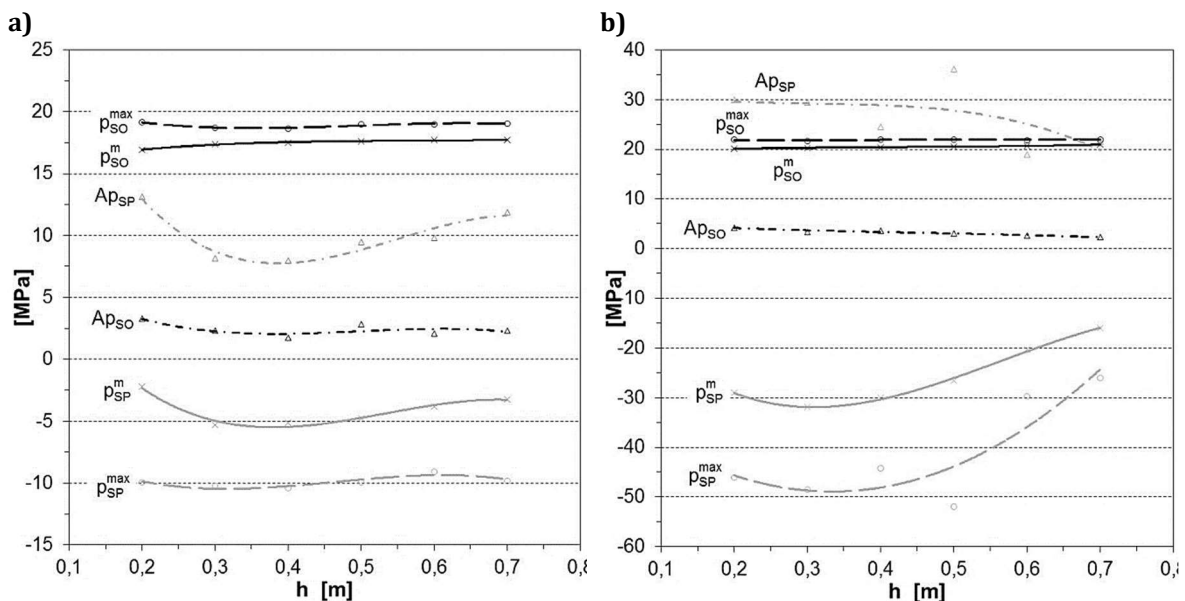 a)
25
20
15
10
5
0
-5
-10
-15
[MPa]
p_SO^max
p_SO^m
Ap_SP
Ap_SO
p_SP^m
p_SP^max
0,1 0,2 0,3 0,4 0,5 0,6 0,7 0,8
h [m]
b)
40
30
20
10
0
-10
-20
-30
-40
-50
-60
[MPa]
Ap_SP
p_SO^max
p_SO^m
Ap_SO
p_SP^m
p_SP^max
0,1 0,2 0,3 0,4 0,5 0,6 0,7 0,8
h [m]